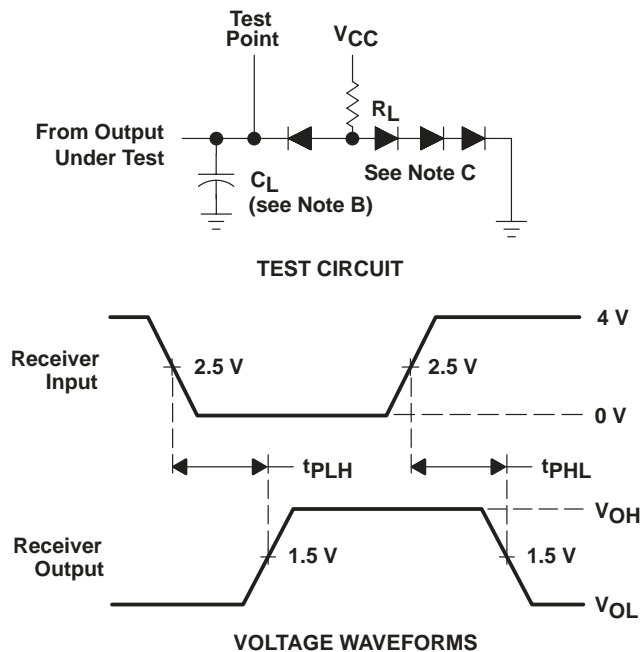 Test
Point
VCC
RL
From Output
Under Test
See Note C
CL
(see Note B)
TEST CIRCUIT
4 V
Receiver
Input
2.5 V
2.5 V
0 V
tPLH
tPHL
VOH
Receiver
Output
1.5 V
1.5 V
VOL
VOLTAGE WAVEFORMS